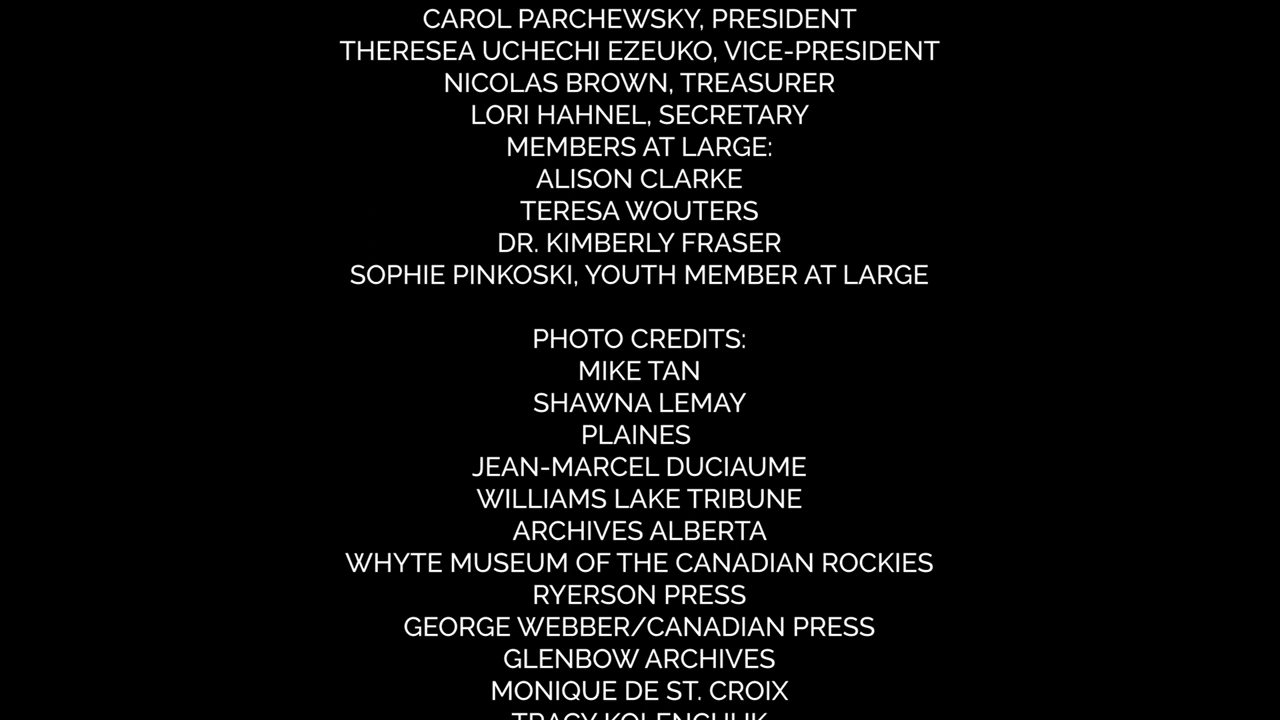 CAROL PARCHEWSKY, PRESIDENT
THERESEA UCHECHI EZEUKO, VICE-PRESIDENT
NICOLAS BROWN, TREASURER
LORI HAHNEL, SECRETARY
MEMBERS AT LARGE:
ALISON CLARKE
TERESA WOUTERS
DR. KIMBERLY FRASER
SOPHIE PINKOSKI, YOUTH MEMBER AT LARGE
PHOTO CREDITS:
MIKE TAN
SHAWNA LEMAY
PLAINES
JEAN-MARCEL DUCIAUME
WILLIAMS LAKE TRIBUNE
ARCHIVES ALBERTA
WHYTE MUSEUM OF THE CANADIAN ROCKIES
RYERSON PRESS
GEORGE WEBBER/CANADIAN PRESS
GLENBOW ARCHIVES
MONIQUE DE ST. CROIX